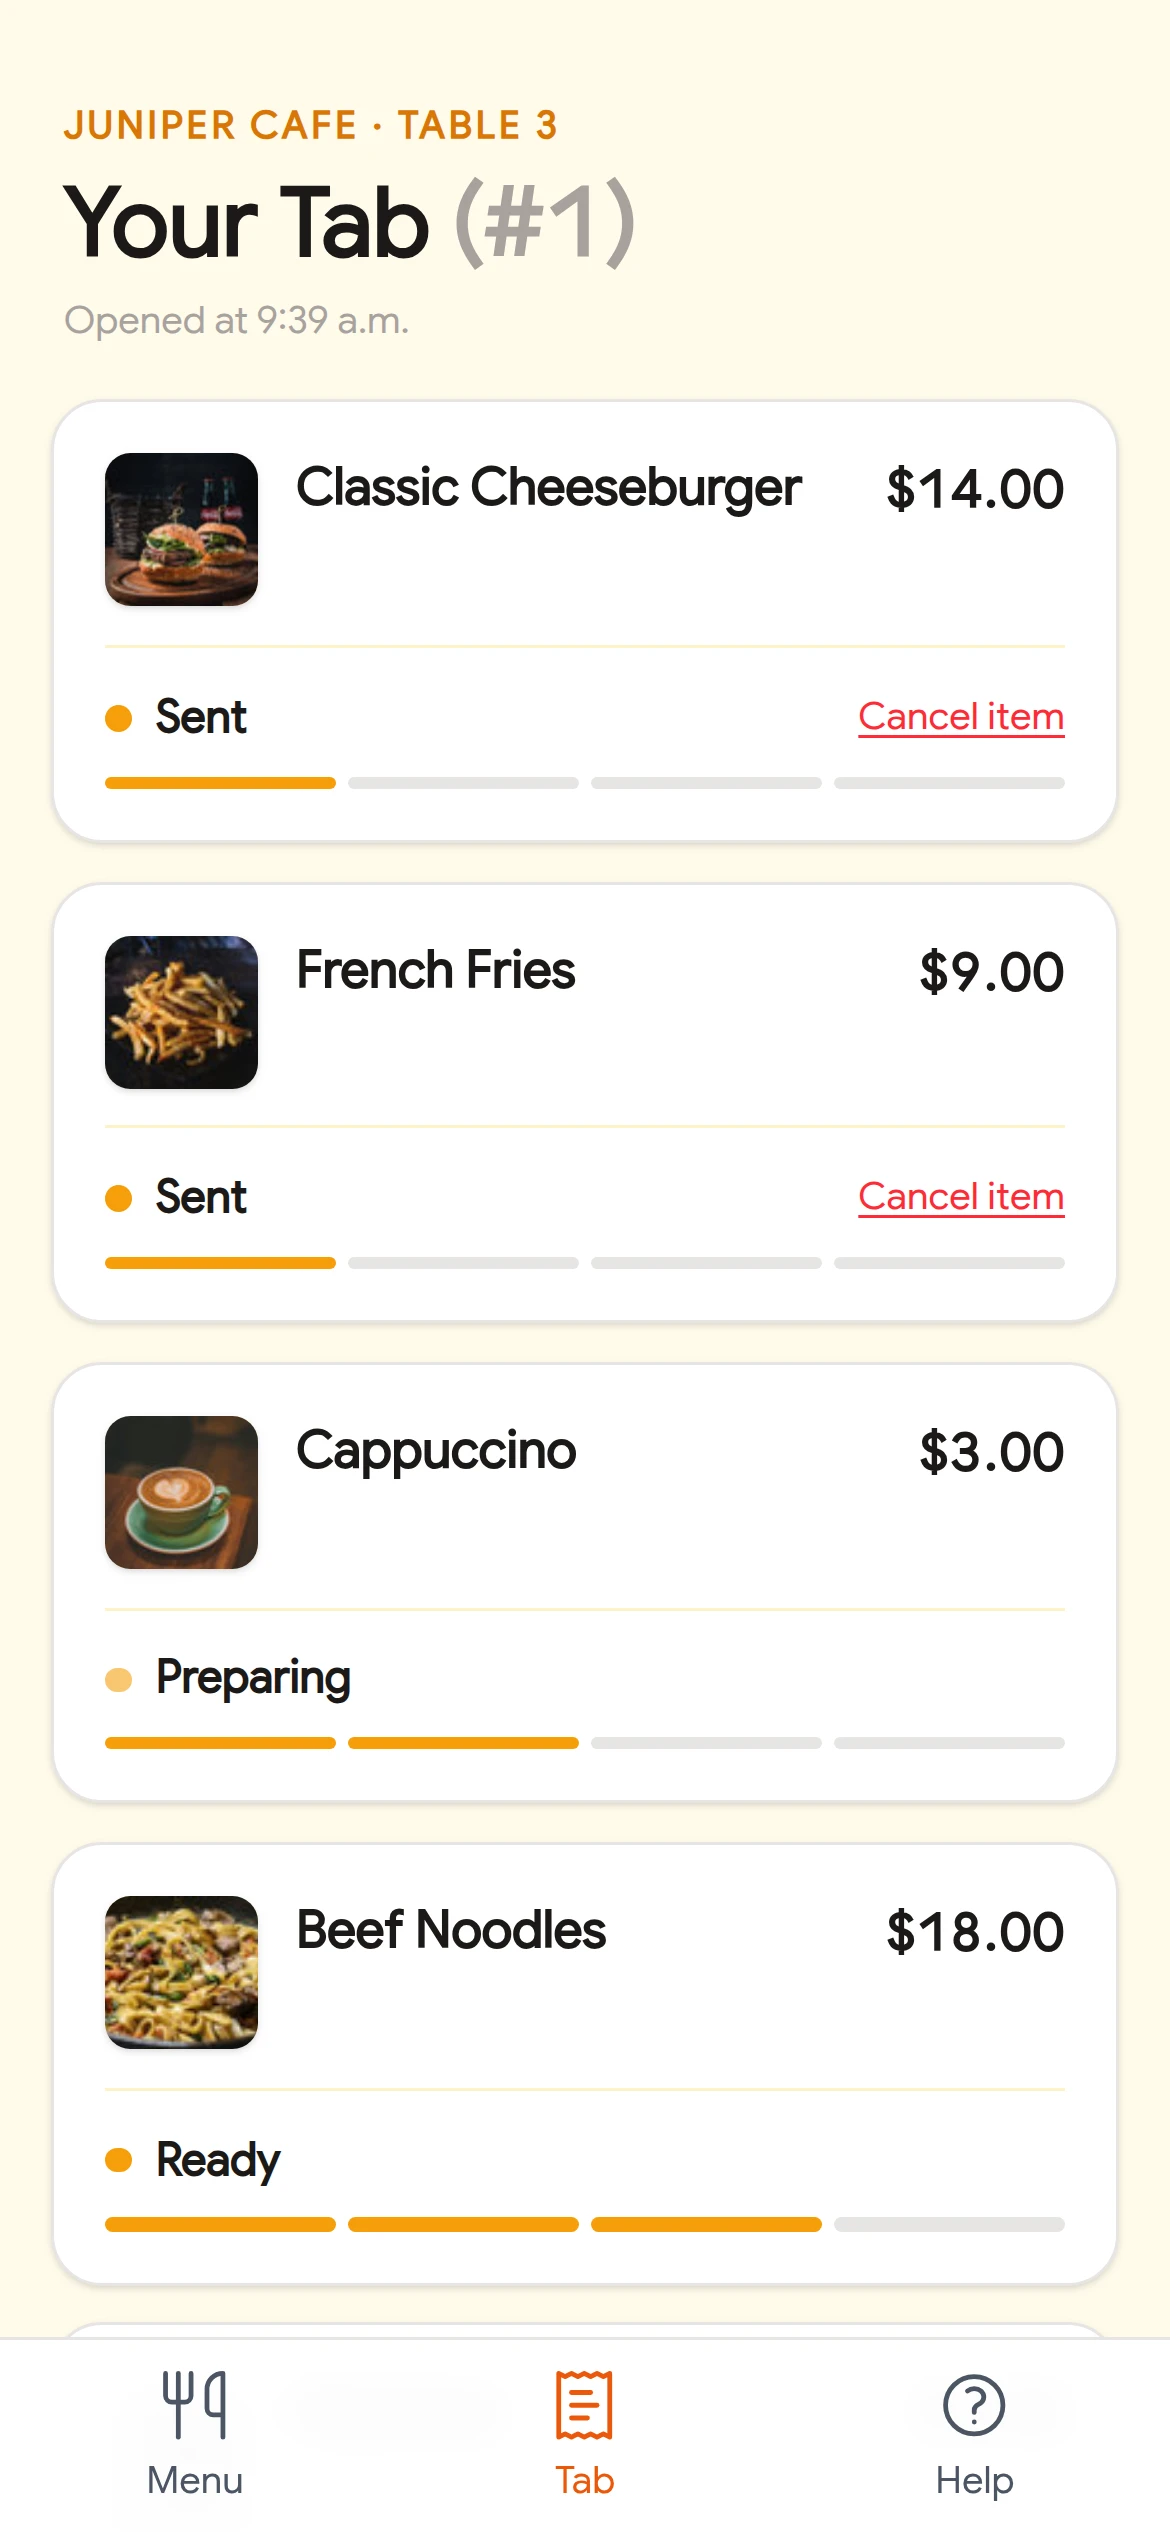 JUNIPER CAFE · TABLE 3
Your Tab (#1)
Opened at 9:39 a.m.
Classic Cheeseburger $14.00
Sent Cancel item
French Fries $9.00
Sent Cancel item
Cappuccino $3.00
Preparing
Beef Noodles $18.00
Ready
Menu Tab Help